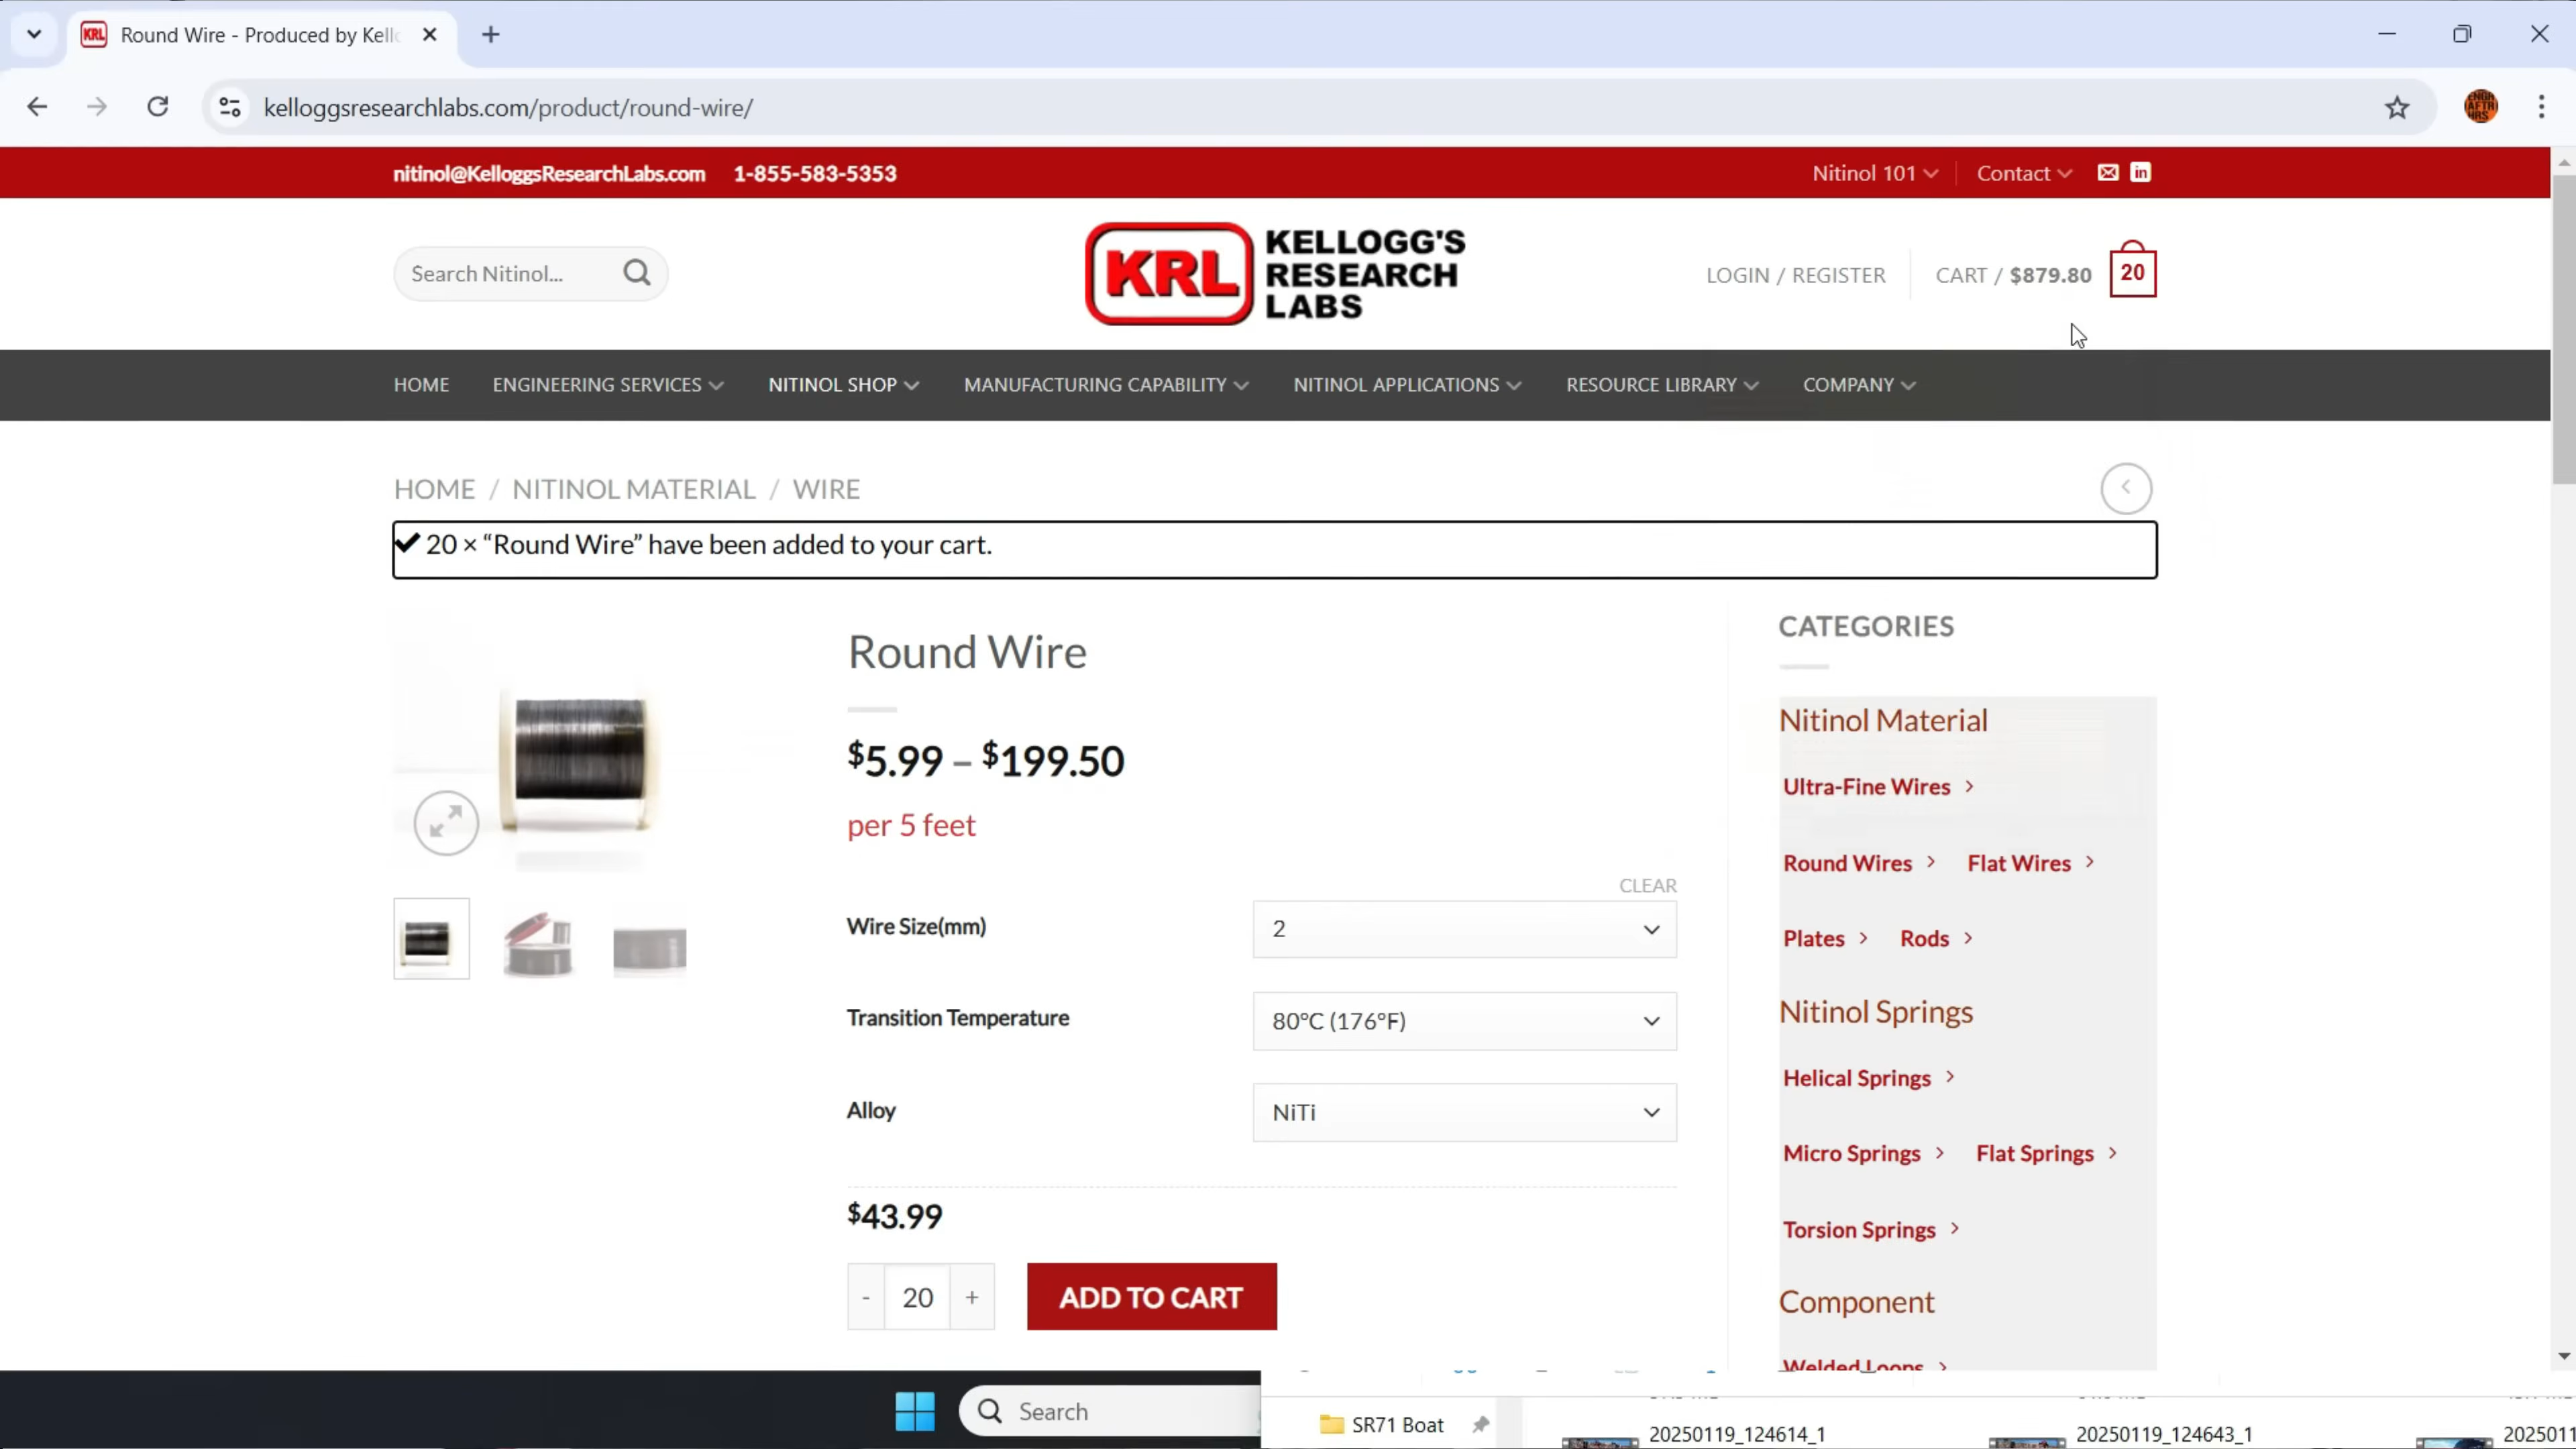 Round Wire - Produced by Kello
kelloggsresearchlabs.com/product/round-wire/
nitinol@KelloggsResearchLabs.com 1-855-583-5353 Nitinol 101 Contact in
Search Nitinol...
KRL KELLOGG'S
RESEARCH
LABS
LOGIN / REGISTER CART / $879.80 20
HOME ENGINEERING SERVICES NITINOL SHOP MANUFACTURING CAPABILITY NITINOL APPLICATIONS RESOURCE LIBRARY COMPANY
HOME / NITINOL MATERIAL / WIRE
20 × “Round Wire” have been added to your cart.
Round Wire
$5.99 – $199.50
per 5 feet
CLEAR
Wire Size(mm) 2
Transition Temperature 80°C (176°F)
Alloy NiTi
$43.99
- 20 + ADD TO CART
CATEGORIES
Nitinol Material
Ultra-Fine Wires
Round Wires Flat Wires
Plates Rods
Nitinol Springs
Helical Springs
Micro Springs Flat Springs
Torsion Springs
Component
Welded Loops
Search
SR71 Boat
20250119_124614_1
20250119_124643_1